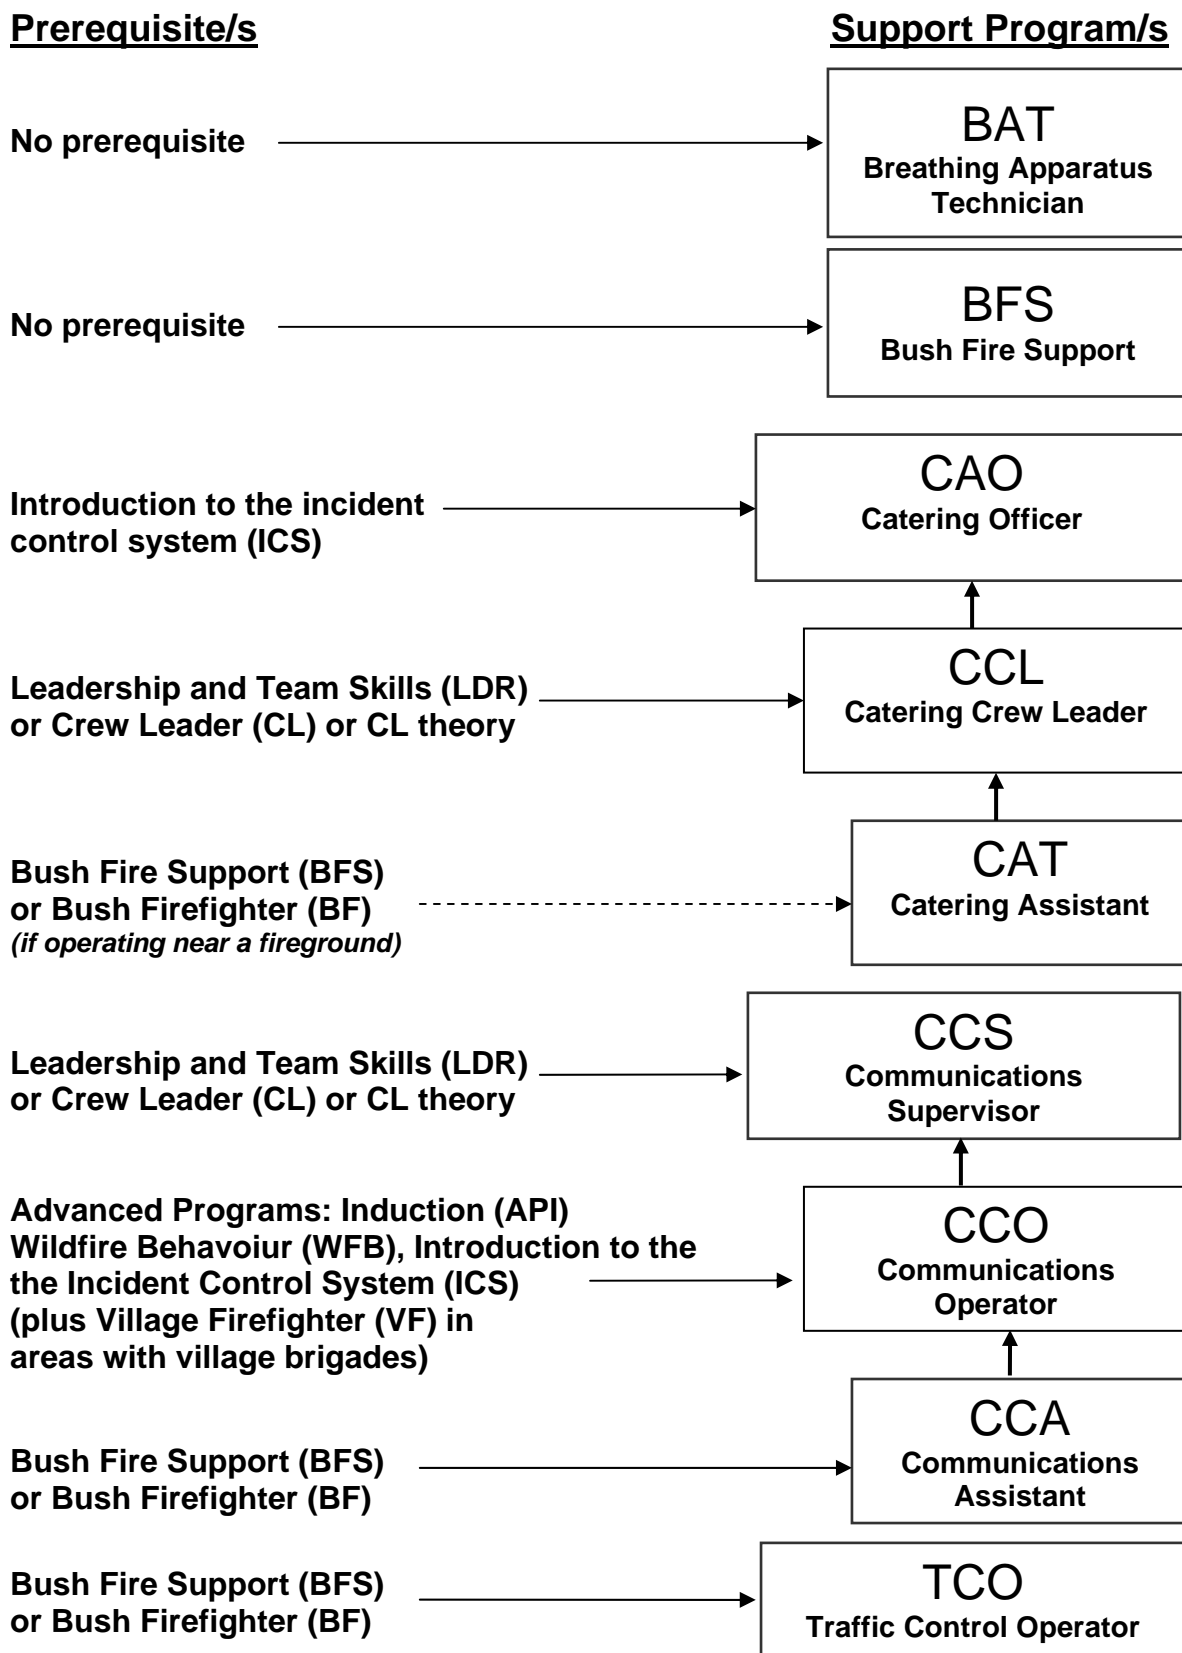 Prerequisite/s
Support Program/s
No prerequisite
BAT
Breathing Apparatus
Technician
No prerequisite
BFS
Bush Fire Support
Introduction to the incident
control system (ICS)
CAO
Catering Officer
Leadership and Team Skills (LDR)
or Crew Leader (CL) or CL theory
CCL
Catering Crew Leader
Bush Fire Support (BFS)
or Bush Firefighter (BF)
(if operating near a fireground)
CAT
Catering Assistant
Leadership and Team Skills (LDR)
or Crew Leader (CL) or CL theory
CCS
Communications
Supervisor
Advanced Programs: Induction (API)
Wildfire Behavoiur (WFB), Introduction to the
the Incident Control System (ICS)
(plus Village Firefighter (VF) in
areas with village brigades)
CCO
Communications
Operator
Bush Fire Support (BFS)
or Bush Firefighter (BF)
CCA
Communications
Assistant
Bush Fire Support (BFS)
or Bush Firefighter (BF)
TCO
Traffic Control Operator